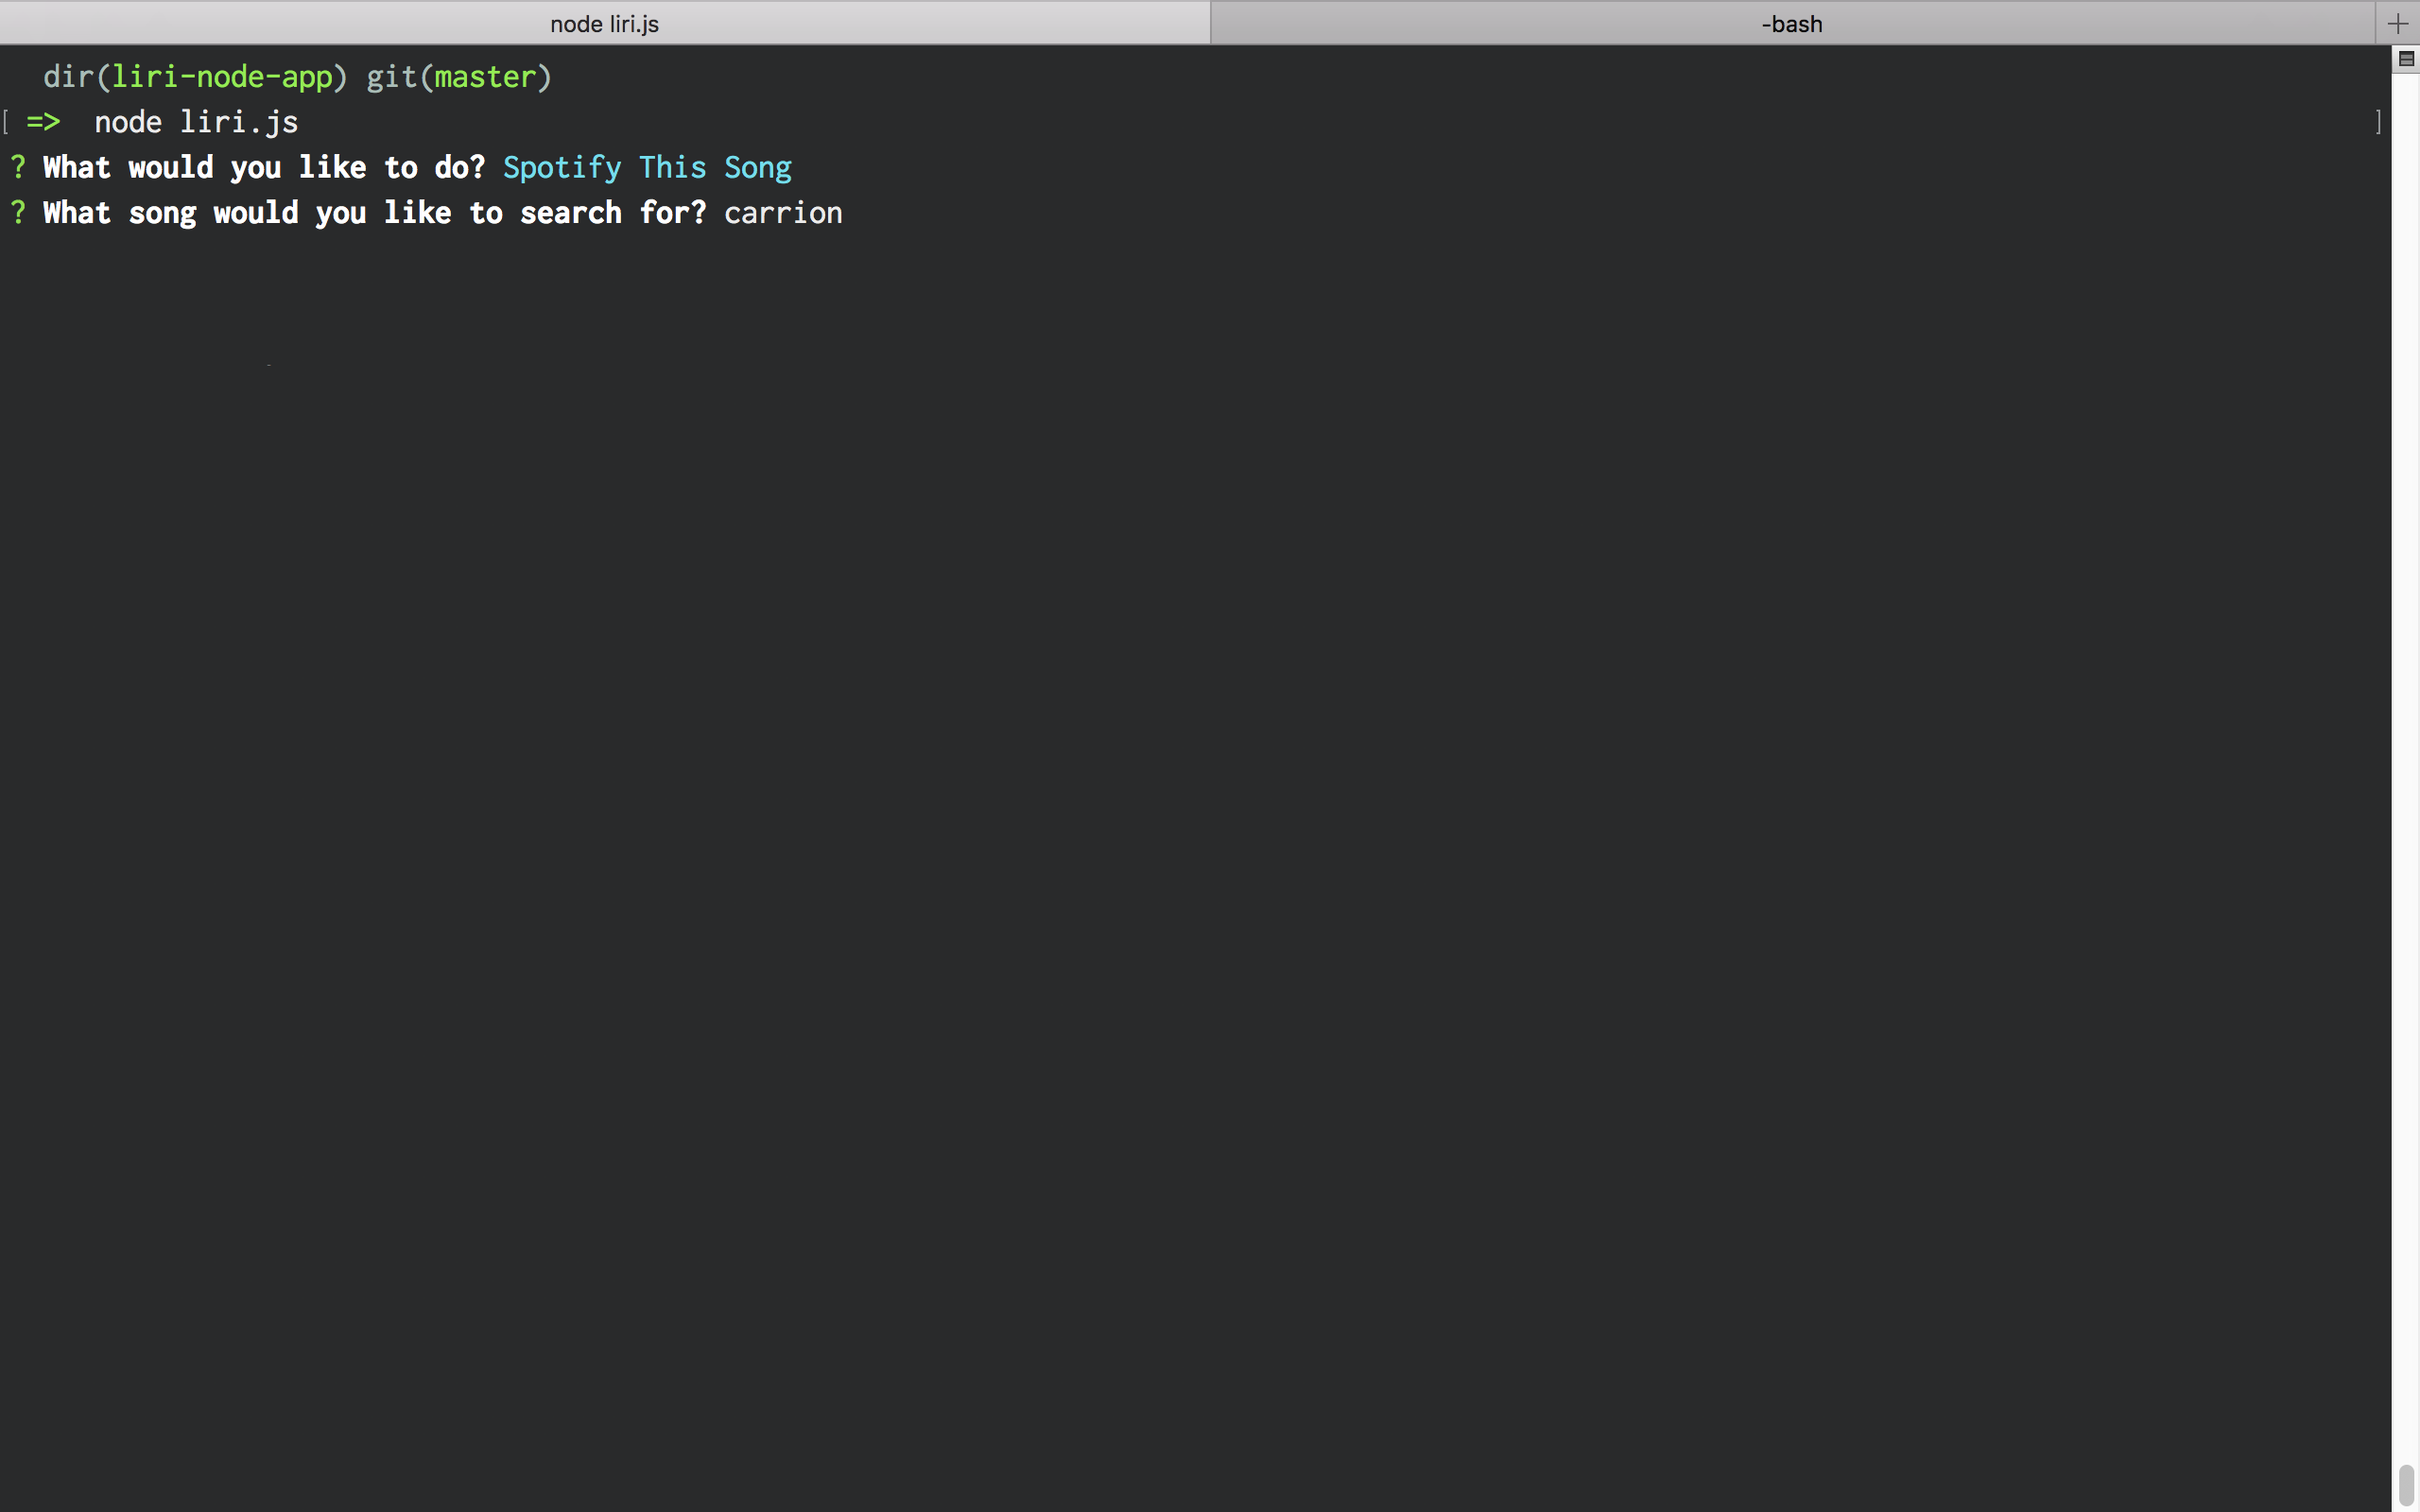 node liri.js
-bash
dir(liri-node-app) git(master)
[ => node liri.js ]
? What would you like to do? Spotify This Song
? What song would you like to search for? carrion